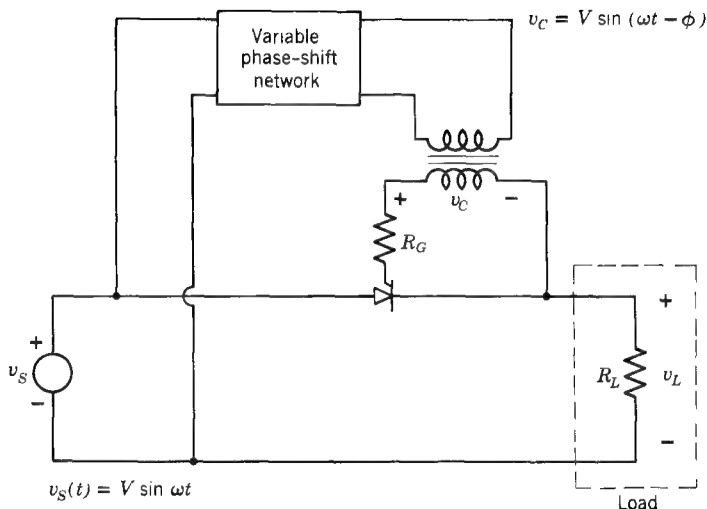 v_C = V sin (ωt – ϕ)
Variable
phase-shift
network
+ v_C –
R_G
+
v_S
–
+
R_L v_L
–
v_S(t) = V sin ωt
Load